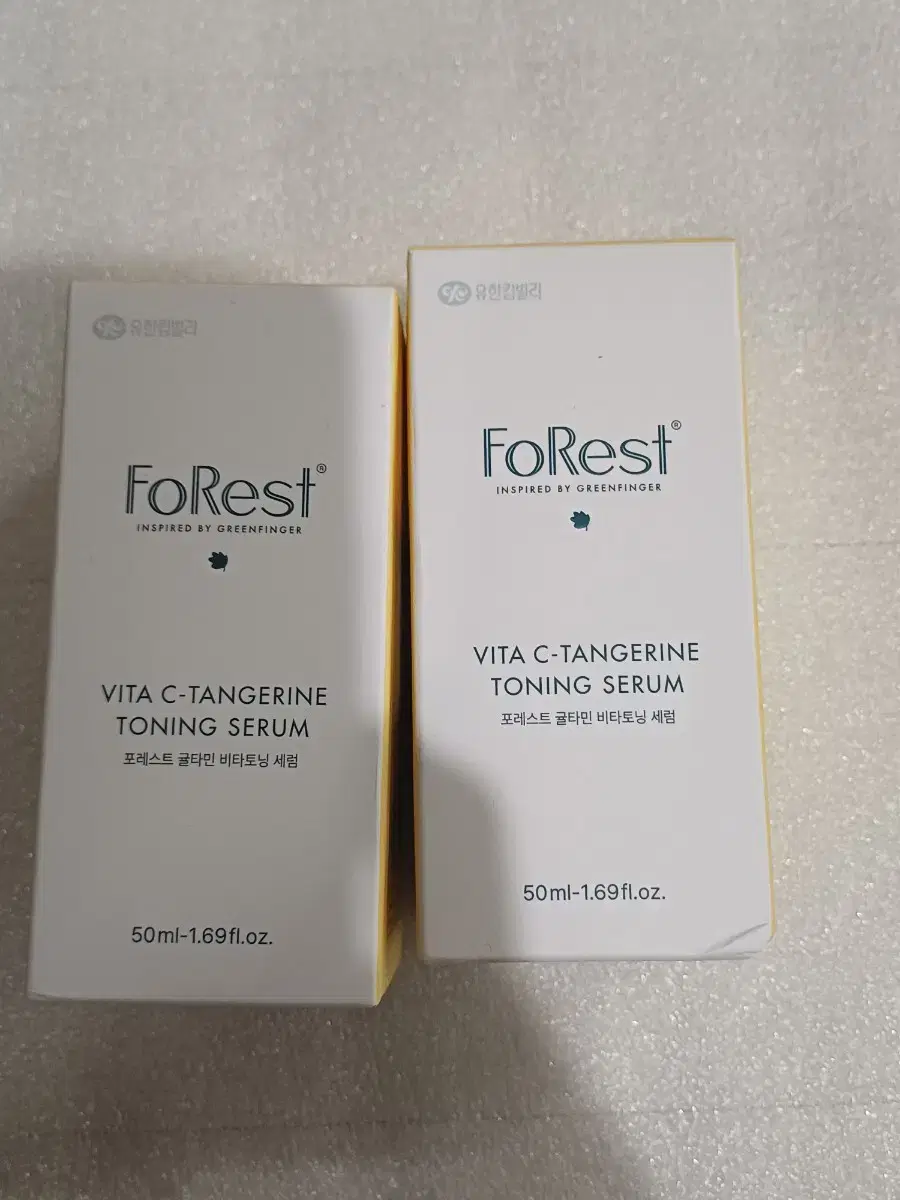 유한킴벌리
FoRest®
INSPIRED BY GREENFINGER
VITA C-TANGERINE
TONING SERUM
포레스트 귤타민 비타토닝 세럼
50ml-1.69fl.oz.
유한킴벌리
FoRest®
INSPIRED BY GREENFINGER
VITA C-TANGERINE
TONING SERUM
포레스트 귤타민 비타토닝 세럼
50ml-1.69fl.oz.